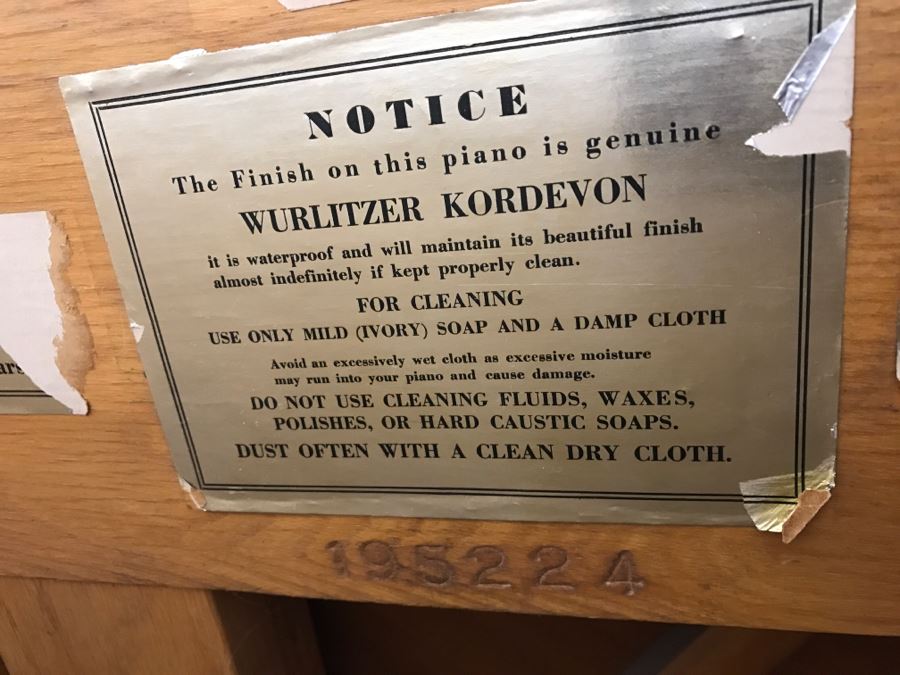 NOTICE
The Finish on this piano is genuine
WURLITZER KORDEVON
it is waterproof and will maintain its beautiful finish
almost indefinitely if kept properly clean.
FOR CLEANING
USE ONLY MILD (IVORY) SOAP AND A DAMP CLOTH
Avoid an excessively wet cloth as excessive moisture
may run into your piano and cause damage.
DO NOT USE CLEANING FLUIDS, WAXES,
POLISHES, OR HARD CAUSTIC SOAPS.
DUST OFTEN WITH A CLEAN DRY CLOTH.
195224